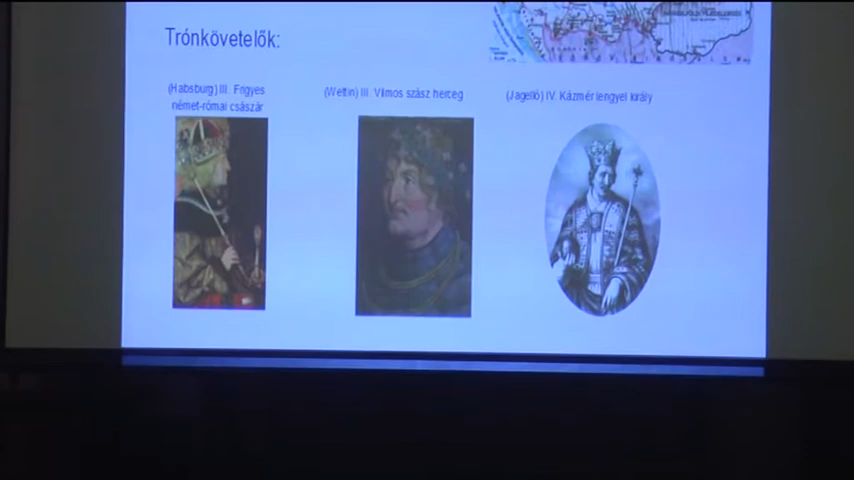 Trónkövetelők:
(Habsburg) III. Frigyes
német-római császár
(Wettin) III. Vilmos szász herceg
(Jagelló) IV. Kázmér lengyel király